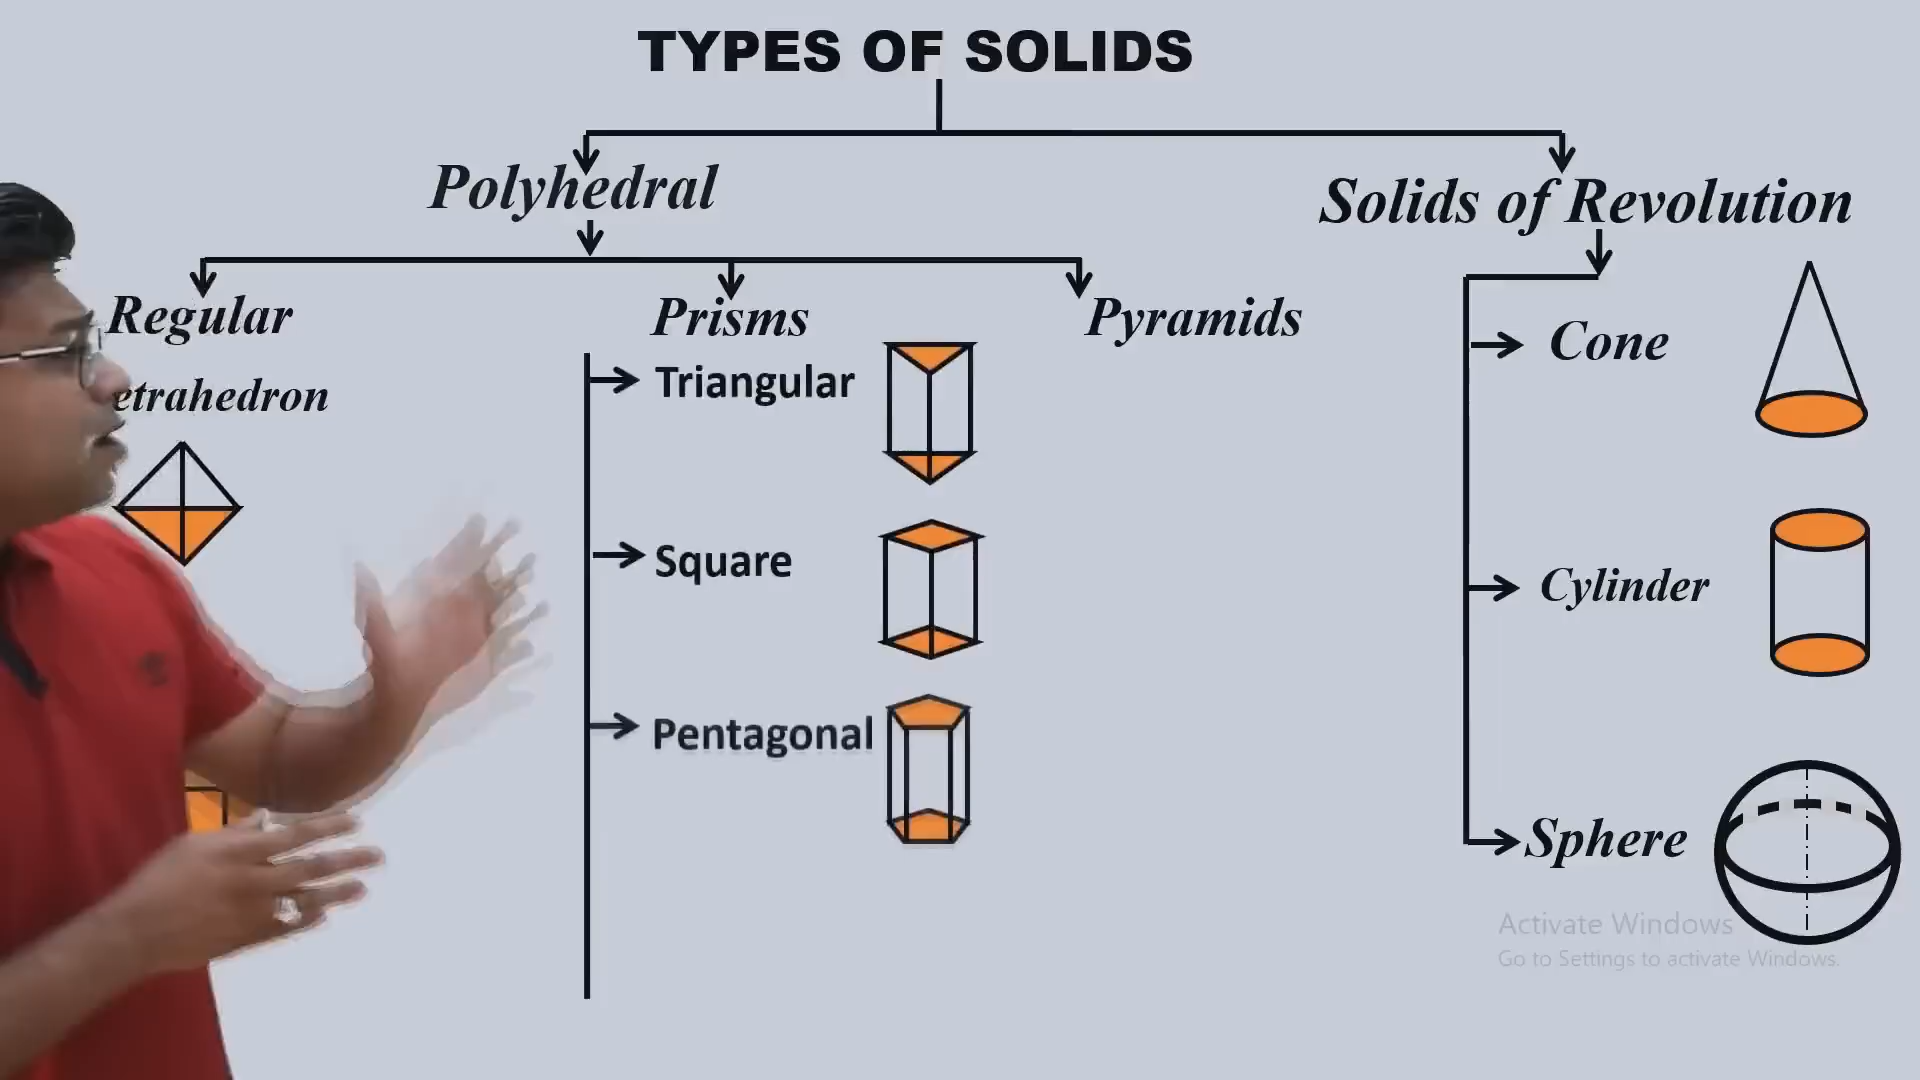 TYPES OF SOLIDS
Polyhedral
Solids of Revolution
Regular
Prisms
Pyramids
etrahedron
Triangular
Square
Pentagonal
Cone
Cylinder
Sphere
Activate Windows
Go to Settings to activate Windows.